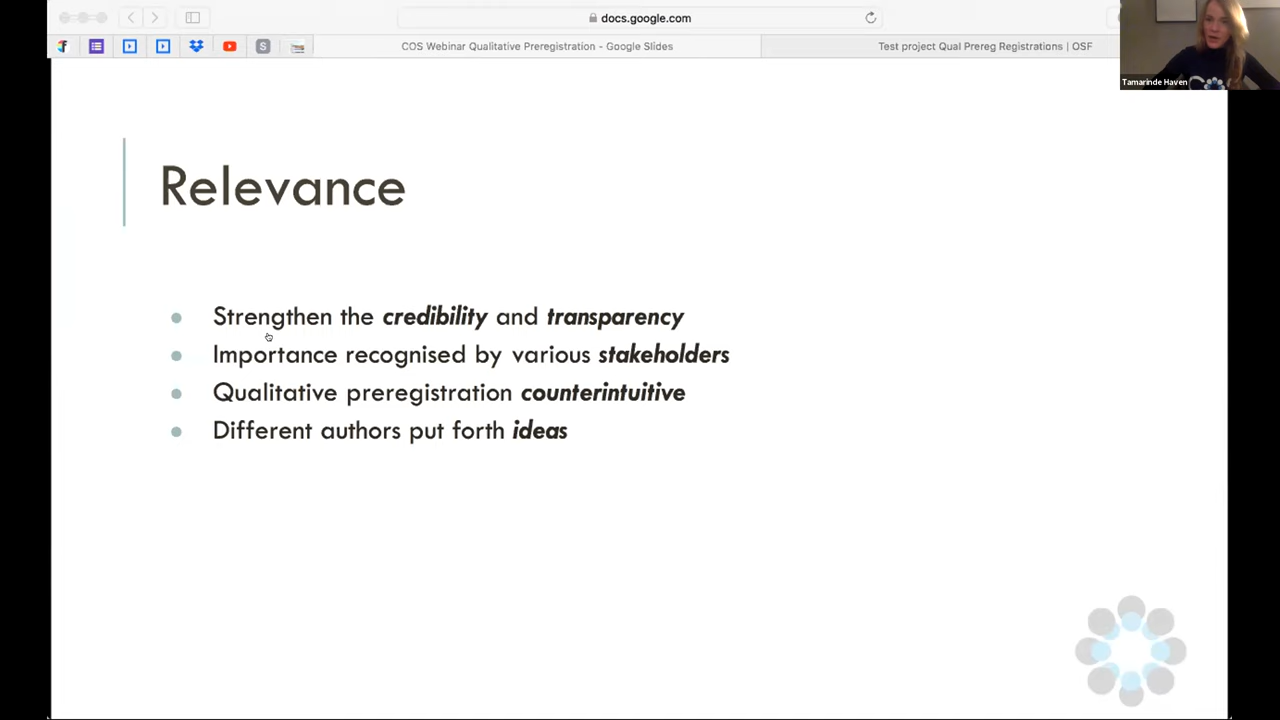 docs.google.com
COS Webinar Qualitative Preregistration - Google Slides
Test project Qual Prereg Registrations | OSF
Tamarinde Haven
Relevance
Strengthen the credibility and transparency
Importance recognised by various stakeholders
Qualitative preregistration counterintuitive
Different authors put forth ideas